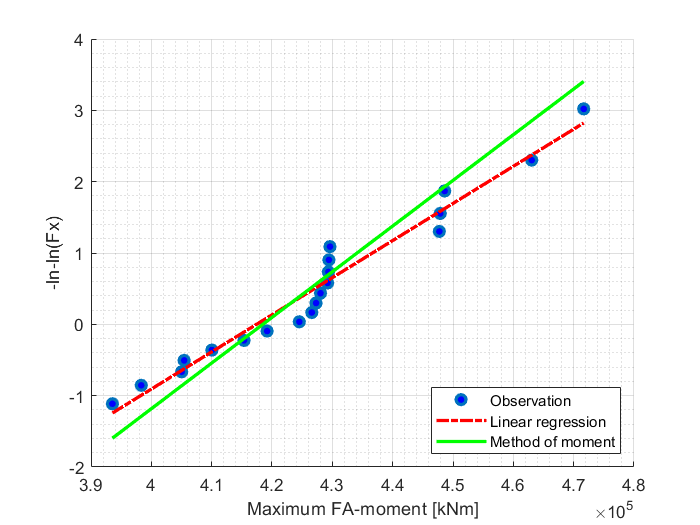 4
3
2
1
0
-1
-2
-ln-ln(Fx)
Observation
Linear regression
Method of moment
3.9 4 4.1 4.2 4.3 4.4 4.5 4.6 4.7 4.8
Maximum FA-moment [kNm]
×10^5